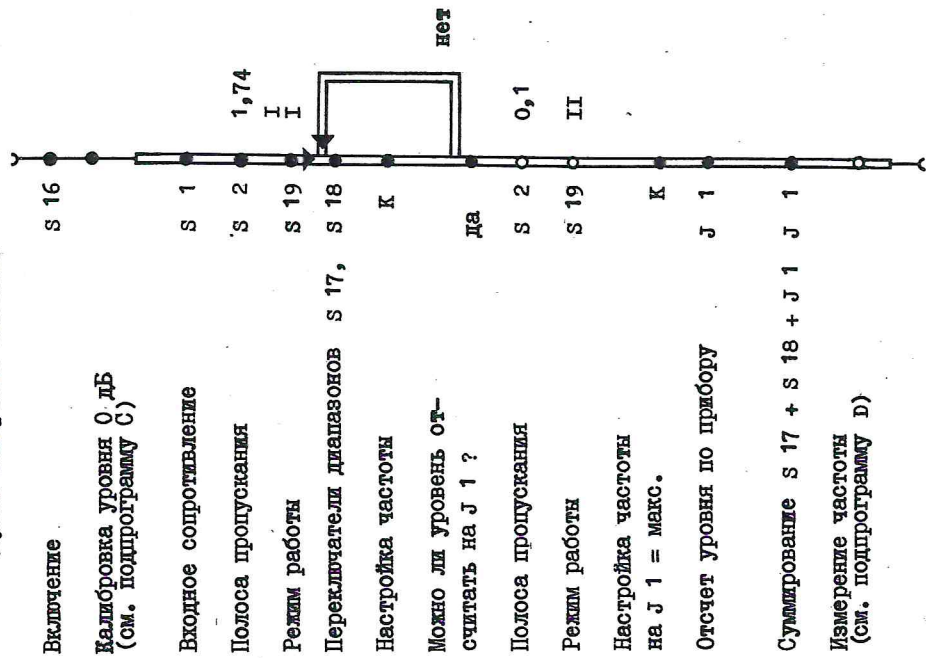 Включение S 16
Калибровка уровня 0 дБ
(см. подпрограмму C)
Входное сопротивление S 1
Полоса пропускания S 2 1,74
Режим работы S 19 I
II
Переключатели диапазонов S 17, S 18
Настройка частоты K
Можно ли уровень от-
считать на J 1 ? да нет
Полоса пропускания S 2 0,1
Режим работы S 19 II
Настройка частоты
на J 1 = макс. K
Отсчет уровня по прибору J 1
Суммирование S 17 + S 18 + J 1 J 1
Измерение частоты
(см. подпрограмму D)